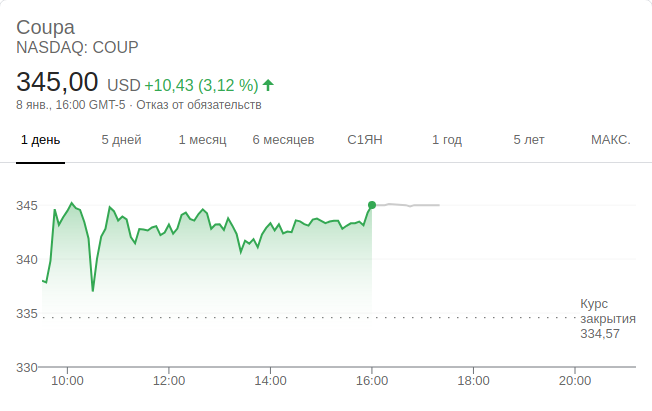 Coupa
NASDAQ: COUP
345,00 USD +10,43 (3,12 %)
8 янв., 16:00 GMT-5 · Отказ от обязательств
1 день 5 дней 1 месяц 6 месяцев С1ЯН 1 год 5 лет МАКС.
345
340
335
330
Курс
закрытия
334,57
10:00 12:00 14:00 16:00 18:00 20:00